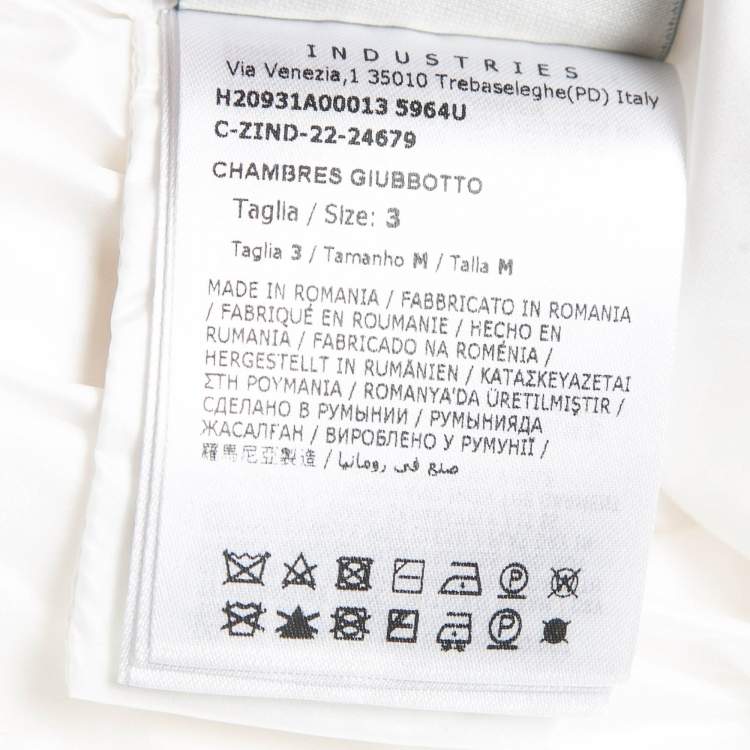 INDUSTRIES
Via Venezia,1 35010 Trebaseleghe(PD) Italy
H20931A00013 5964U
C-ZIND-22-24679
CHAMBRES GIUBBOTTO
Taglia / Size: 3
Taglia 3 / Tamanho M / Talla M
MADE IN ROMANIA / FABBRICATO IN ROMANIA
/ FABRIQUÉ EN ROUMANIE / HECHO EN
RUMANIA / FABRICADO NA ROMÉNIA /
HERGESTELLT IN RUMÄNIEN / ΚΑΤΑΣΚΕΥΑΖΕΤΑΙ
ΣΤΗ ΡΟΥΜΑΝΙΑ / ROMANYA'DA ÜRETILMIŞTIR /
СДЕЛАНО В РУМЫНИИ / РУМЫНИЯДА
ЖАСАЛҒАН / ВИРОБЛЕНО У РУМУНІЇ /
羅馬尼亞製造 / صنع في رومانيا